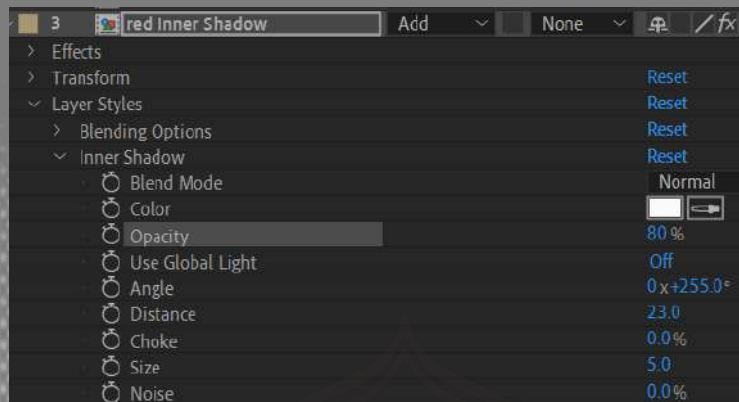 3 red Inner Shadow Add None fx
Effects
Transform Reset
Layer Styles Reset
Blending Options Reset
Inner Shadow Reset
Blend Mode Normal
Color
Opacity 80 %
Use Global Light Off
Angle 0x+255.0°
Distance 23.0
Choke 0.0%
Size 5.0
Noise 0.0%